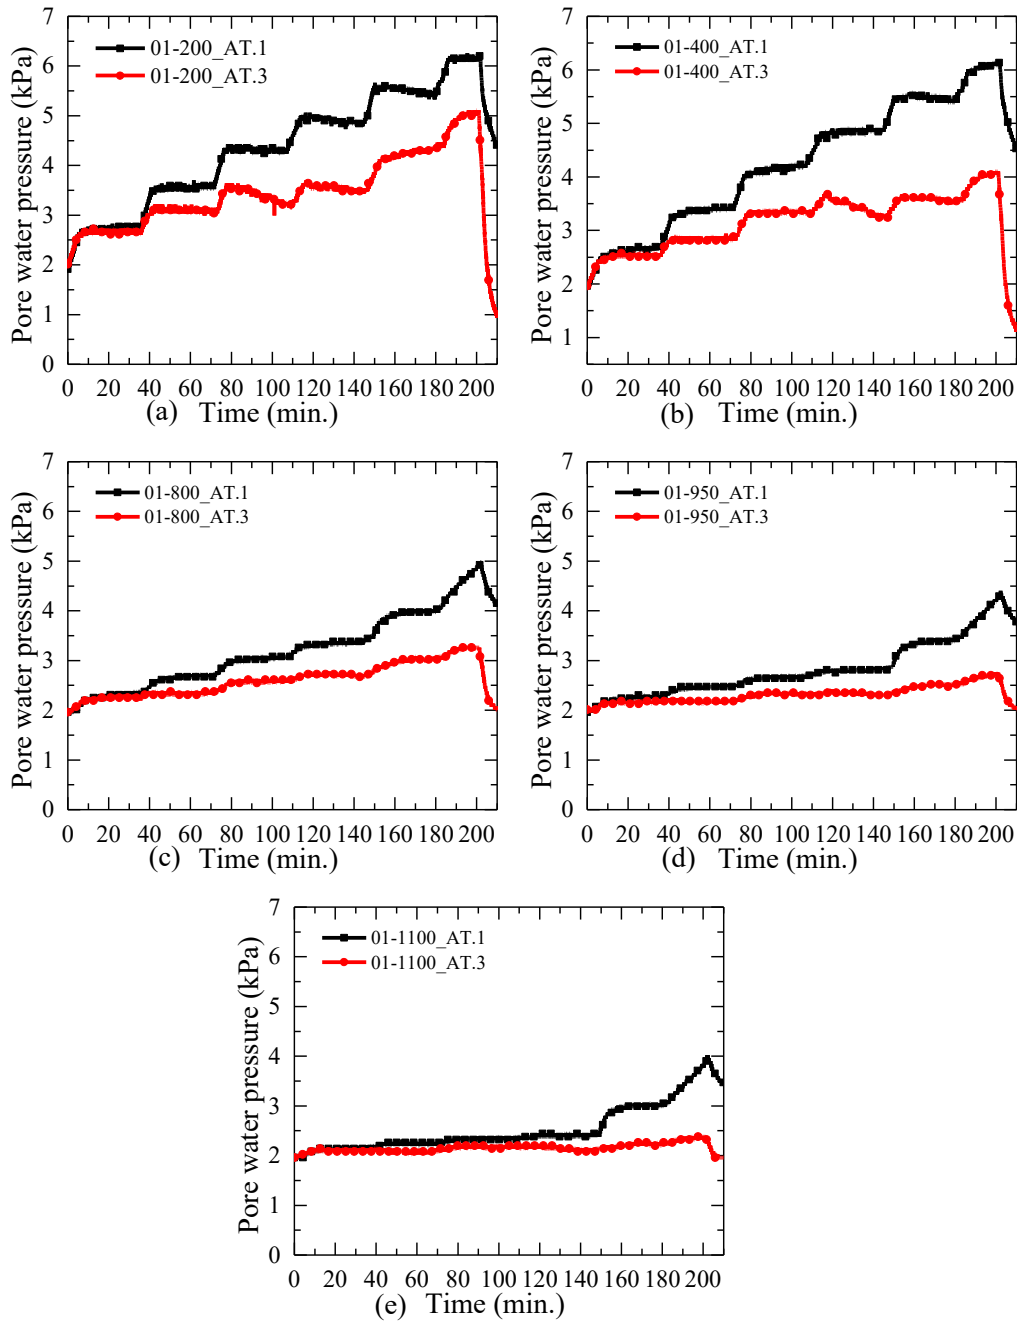 7
6
5
4
3
2
1
0
Pore water pressure (kPa)
01-200_AT.1
01-200_AT.3
0 20 40 60 80 100 120 140 160 180 200
(a) Time (min.)
7
6
5
4
3
2
1
Pore water pressure (kPa)
01-400_AT.1
01-400_AT.3
0 20 40 60 80 100 120 140 160 180 200
(b) Time (min.)
7
6
5
4
3
2
1
0
Pore water pressure (kPa)
01-800_AT.1
01-800_AT.3
0 20 40 60 80 100 120 140 160 180 200
(c) Time (min.)
7
6
5
4
3
2
1
0
Pore water pressure (kPa)
01-950_AT.1
01-950_AT.3
0 20 40 60 80 100 120 140 160 180 200
(d) Time (min.)
7
6
5
4
3
2
1
0
Pore water pressure (kPa)
01-1100_AT.1
01-1100_AT.3
0 20 40 60 80 100 120 140 160 180 200
(e) Time (min.)